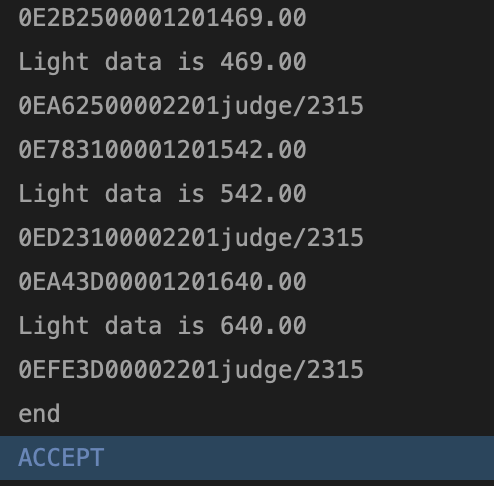 0E2B2500001201469.00
Light data is 469.00
0EA62500002201judge/2315
0E783100001201542.00
Light data is 542.00
0ED23100002201judge/2315
0EA43D00001201640.00
Light data is 640.00
0EFE3D00002201judge/2315
end
ACCEPT